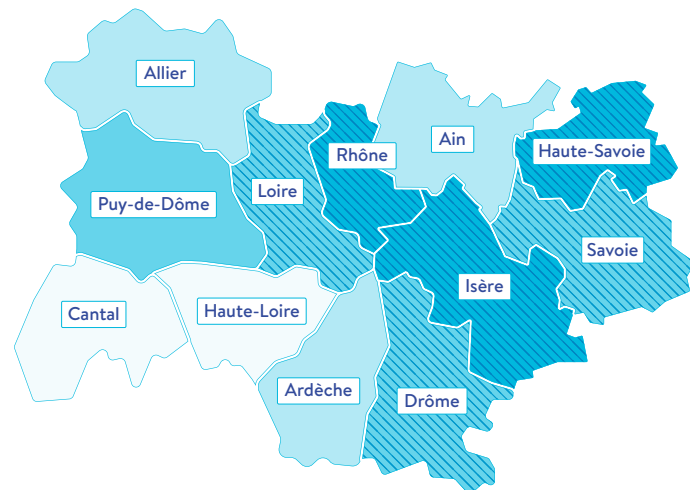 Allier
Ain
Rhône
Haute-Savoie
Loire
Puy-de-Dôme
Savoie
Isère
Haute-Loire
Cantal
Ardèche
Drôme